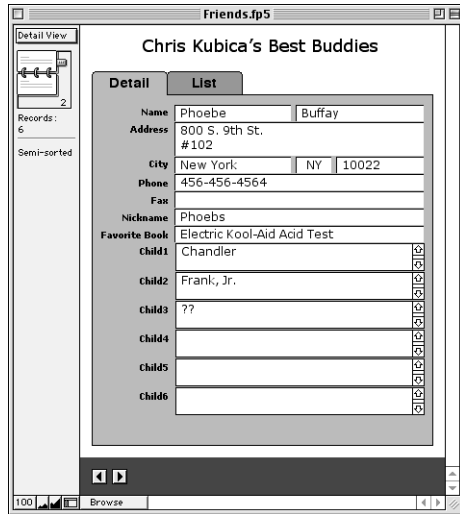 Friends.fp5
Detail View
2
Records:
6
Semi-sorted
Chris Kubica's Best Buddies
Detail List
Name Phoebe Buffay
Address 800 S. 9th St.
#102
City New York NY 10022
Phone 456-456-4564
Fax
Nickname Phoebs
Favorite Book Electric Kool-Aid Acid Test
Child1 Chandler
Child2 Frank, Jr.
Child3 ??
Child4
Child5
Child6
100 Browse